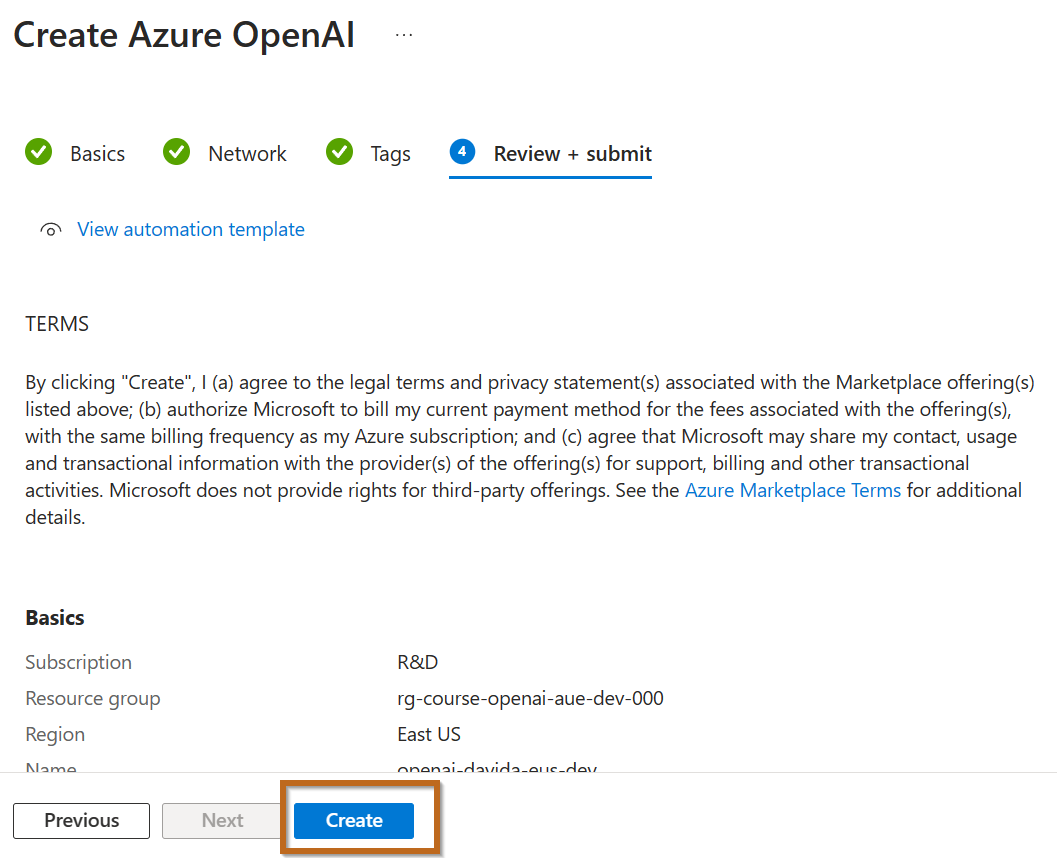 Create Azure OpenAI ...
Basics Network Tags 4 Review + submit
View automation template
TERMS
By clicking "Create", I (a) agree to the legal terms and privacy statement(s) associated with the Marketplace offering(s)
listed above; (b) authorize Microsoft to bill my current payment method for the fees associated with the offering(s),
with the same billing frequency as my Azure subscription; and (c) agree that Microsoft may share my contact, usage
and transactional information with the provider(s) of the offering(s) for support, billing and other transactional
activities. Microsoft does not provide rights for third-party offerings. See the Azure Marketplace Terms for additional
details.
Basics
Subscription R&D
Resource group rg-course-openai-aue-dev-000
Region East US
Name openai-davida-eus-dev
Previous Next Create